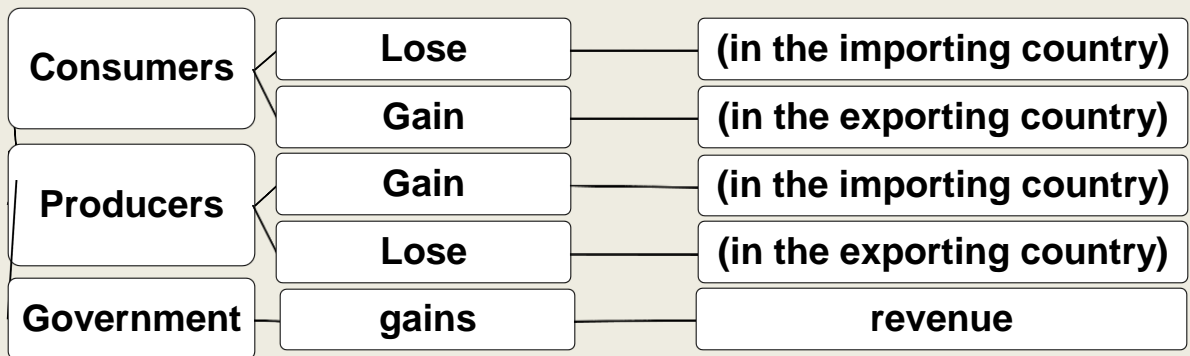 Consumers
Lose (in the importing country)
Gain (in the exporting country)
Producers
Gain (in the importing country)
Lose (in the exporting country)
Government gains revenue